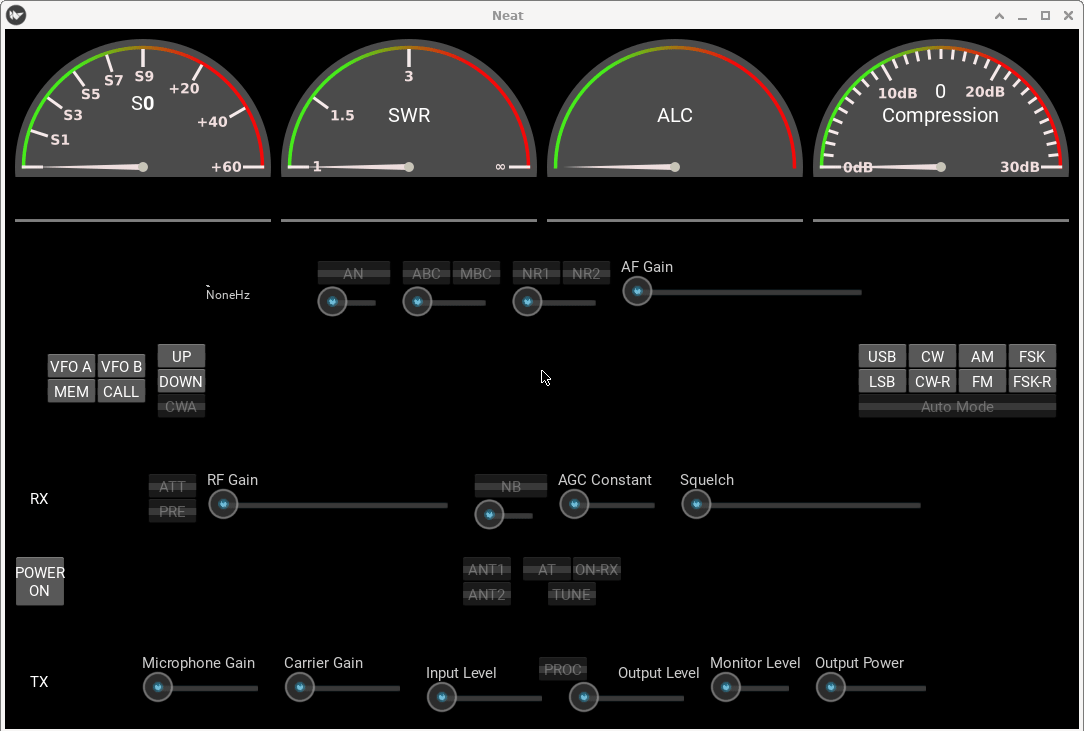 Neat
S1
S3
S5
S7
S9
+20
+40
+60
S0
1
1.5
3
∞
SWR
ALC
0dB
10dB
0
20dB
30dB
Compression
NoneHz
AN
ABC MBC
NR1 NR2
AF Gain
VFO A VFO B
MEM CALL
UP
DOWN
CWA
USB CW AM FSK
LSB CW-R FM FSK-R
Auto Mode
RX
ATT
PRE
RF Gain
NB
AGC Constant
Squelch
POWER
ON
ANT1 AT ON-RX
ANT2 TUNE
TX
Microphone Gain
Carrier Gain
Input Level
PROC
Output Level
Monitor Level
Output Power